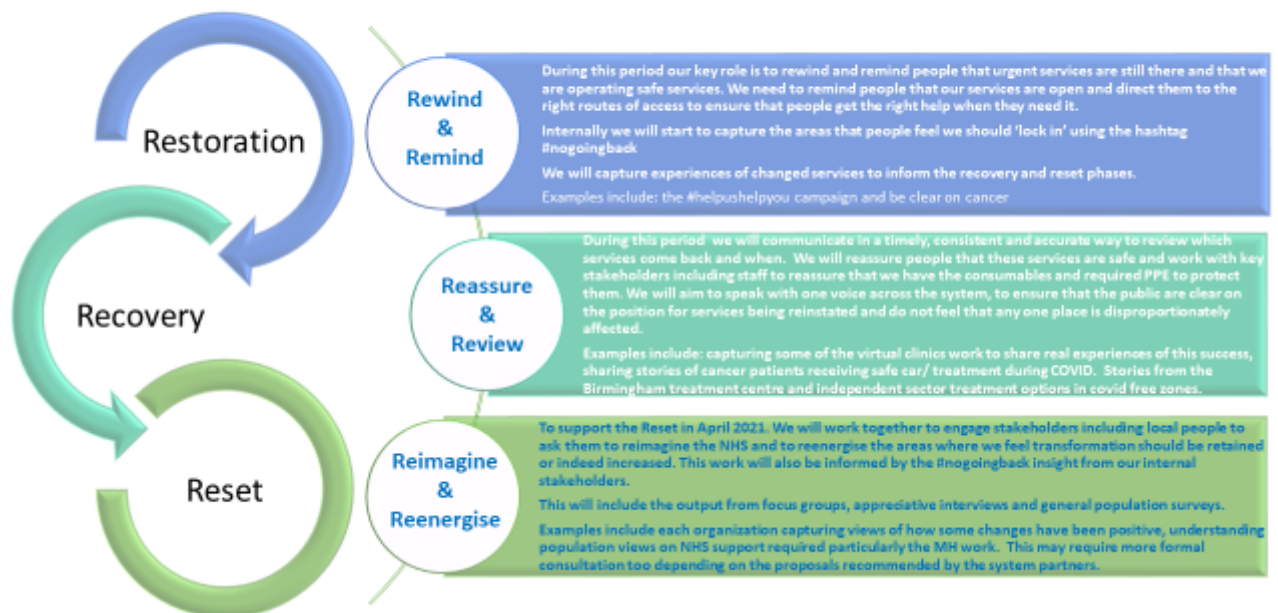 Restoration
Rewind
&
Remind
During this period our key role is to rewind and remind people that urgent services are still there and that we
are operating safe services. We need to remind people that our services are open and direct them to the
right routes of access to ensure that people get the right help when they need it.
Internally we will start to capture the areas that people feel we should 'lock in' using the hashtag
#nogoingback
We will capture experiences of changed services to inform the recovery and reset phases.
Examples include: the #helpushelpyou campaign and be clear on cancer
Recovery
Reassure
&
Review
During this period we will communicate in a timely, consistent and accurate way to review which
services come back and when. We will reassure people that these services are safe and work with key
stakeholders including staff to reassure that we have the consumables and required PPE to protect
them. We will aim to speak with one voice across the system, to ensure that the public are clear on
the position for services being reinstated and do not feel that any one place is disproportionately
affected.
Examples include: capturing some of the virtual clinics work to share real experiences of this success,
sharing stories of cancer patients receiving safe car/ treatment during COVID. Stories from the
Birmingham treatment centre and independent sector treatment options in covid free zones.
Reset
Reimagine
&
Reenergise
To support the Reset in April 2021. We will work together to engage stakeholders including local people to
ask them to reimagine the NHS and to reenergise the areas where we feel transformation should be retained
or indeed increased. This work will also be informed by the #nogoingback insight from our internal
stakeholders.
This will include the output from focus groups, appreciative interviews and general population surveys.
Examples include each organization capturing views of how some changes have been positive, understanding
population views on NHS support required particularly the MH work. This may require more formal
consultation too depending on the proposals recommended by the system partners.